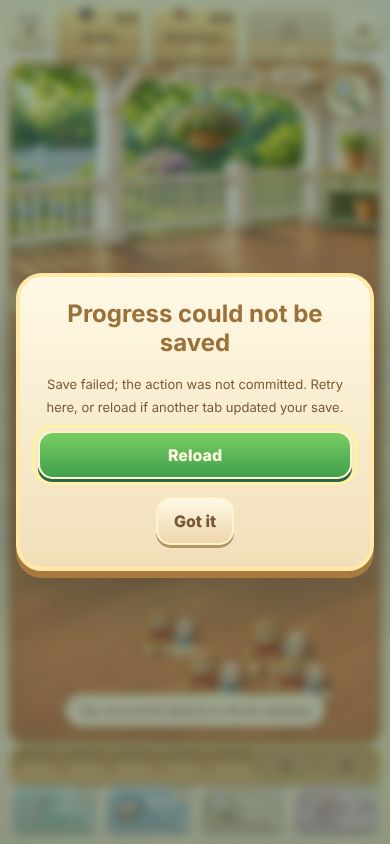 Progress could not be
saved
Save failed; the action was not committed. Retry
here, or reload if another tab updated your save.
Reload
Got it